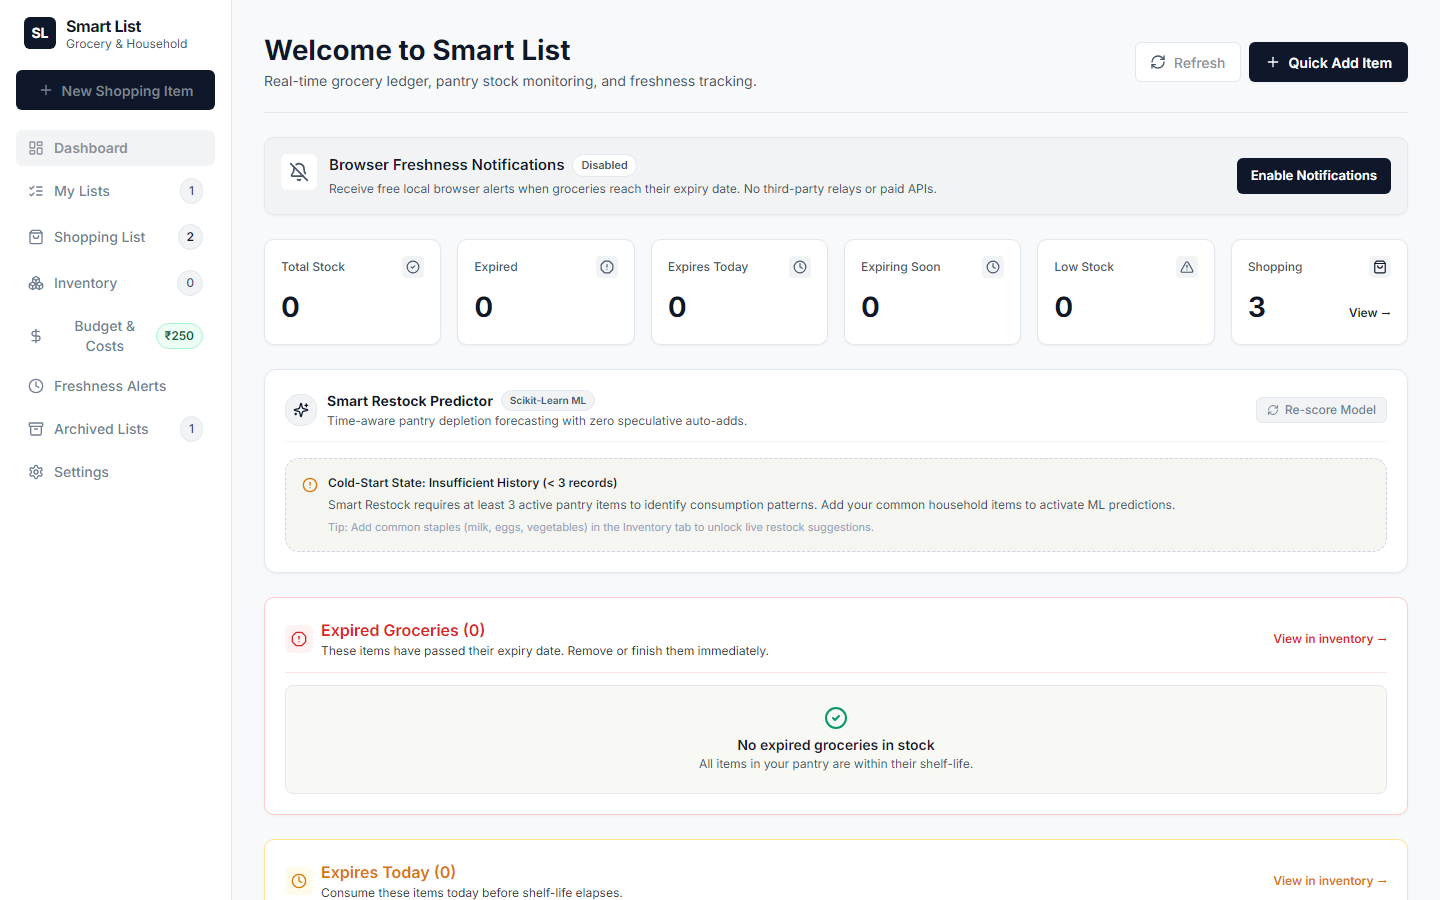 SL
Smart List
Grocery & Household
+ New Shopping Item
Dashboard
My Lists 1
Shopping List 2
Inventory 0
Budget &
Costs
₹250
Freshness Alerts
Archived Lists 1
Settings
Welcome to Smart List
Real-time grocery ledger, pantry stock monitoring, and freshness tracking.
Refresh
+ Quick Add Item
Browser Freshness Notifications Disabled
Receive free local browser alerts when groceries reach their expiry date. No third-party relays or paid APIs.
Enable Notifications
Total Stock
0
Expired
0
Expires Today
0
Expiring Soon
0
Low Stock
0
Shopping
3
View →
Smart Restock Predictor Scikit-Learn ML
Time-aware pantry depletion forecasting with zero speculative auto-adds.
Re-score Model
Cold-Start State: Insufficient History (< 3 records)
Smart Restock requires at least 3 active pantry items to identify consumption patterns. Add your common household items to activate ML predictions.
Tip: Add common staples (milk, eggs, vegetables) in the Inventory tab to unlock live restock suggestions.
Expired Groceries (0)
These items have passed their expiry date. Remove or finish them immediately.
View in inventory →
No expired groceries in stock
All items in your pantry are within their shelf-life.
Expires Today (0)
Consume these items today before shelf-life elapses.
View in inventory →